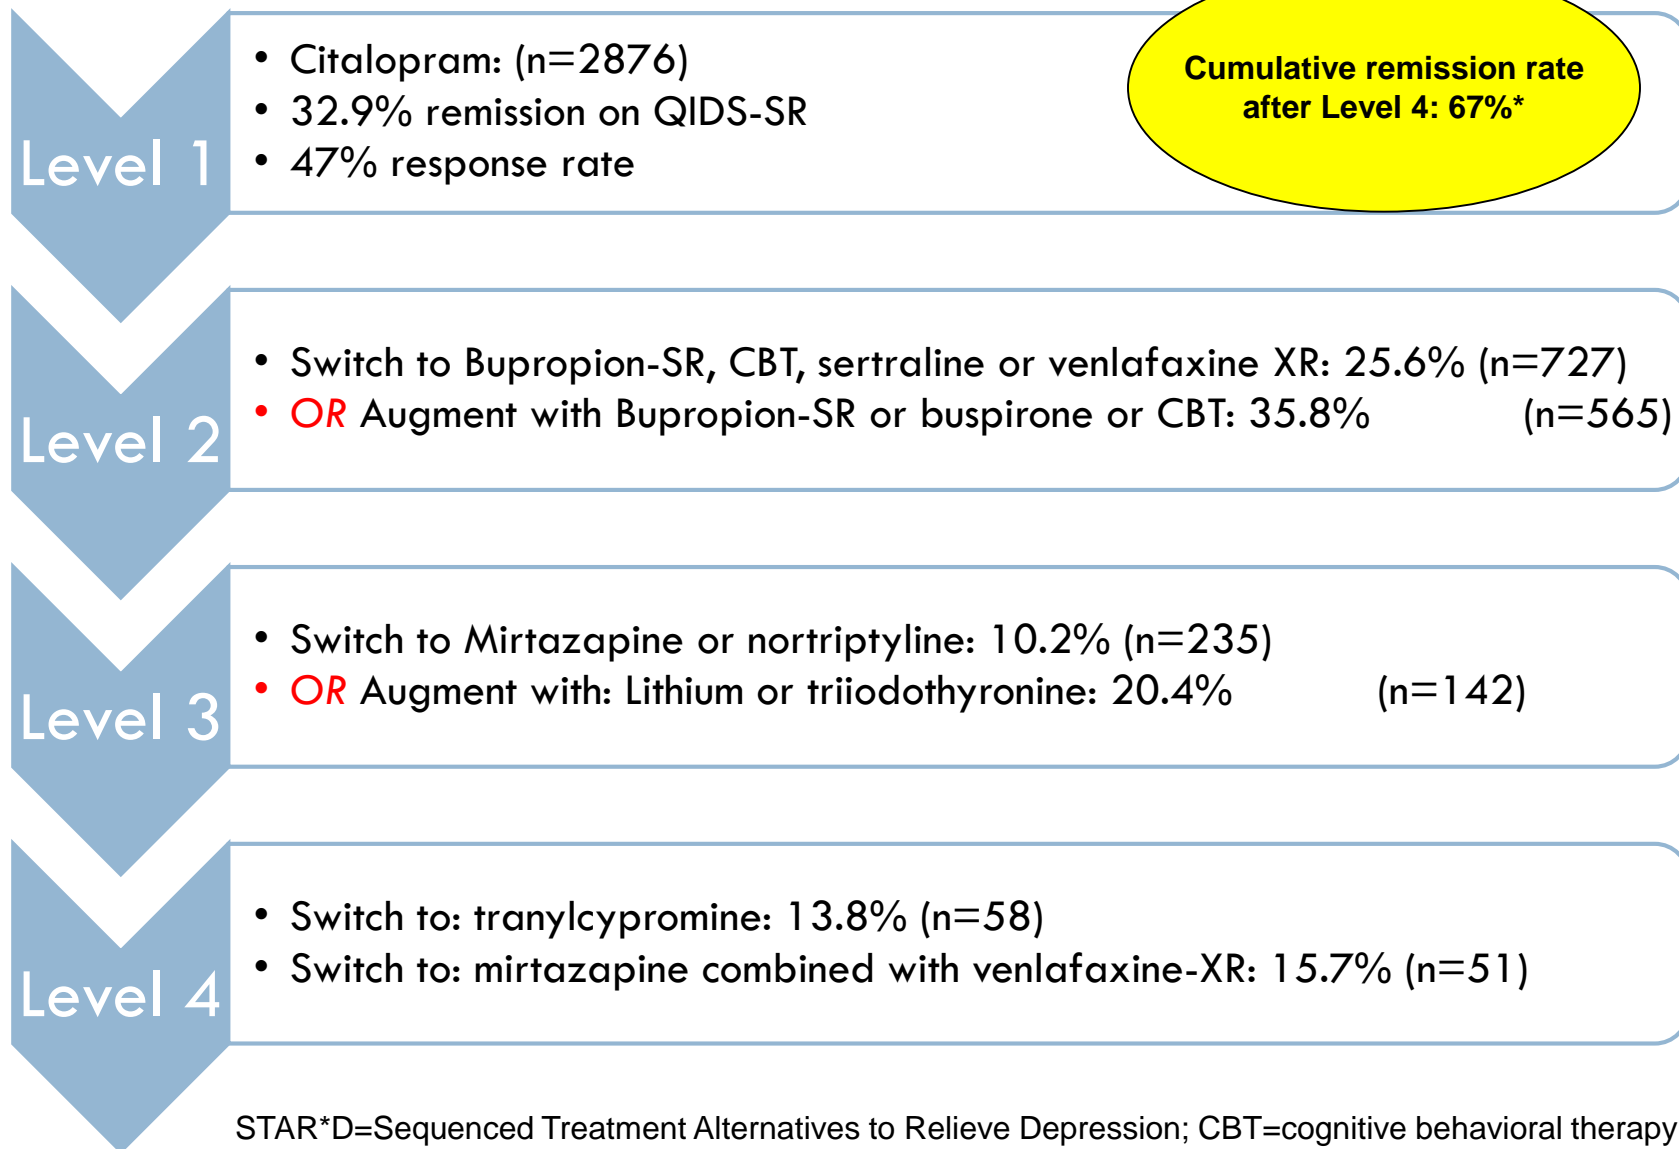 Level 1
• Citalopram: (n=2876)
• 32.9% remission on QIDS-SR
• 47% response rate
Cumulative remission rate
after Level 4: 67%*
Level 2
• Switch to Bupropion-SR, CBT, sertraline or venlafaxine XR: 25.6% (n=727)
• OR Augment with Bupropion-SR or buspirone or CBT: 35.8% (n=565)
Level 3
• Switch to Mirtazapine or nortriptyline: 10.2% (n=235)
• OR Augment with: Lithium or triiodothyronine: 20.4% (n=142)
Level 4
• Switch to: tranylcypromine: 13.8% (n=58)
• Switch to: mirtazapine combined with venlafaxine-XR: 15.7% (n=51)
STAR*D=Sequenced Treatment Alternatives to Relieve Depression; CBT=cognitive behavioral therapy